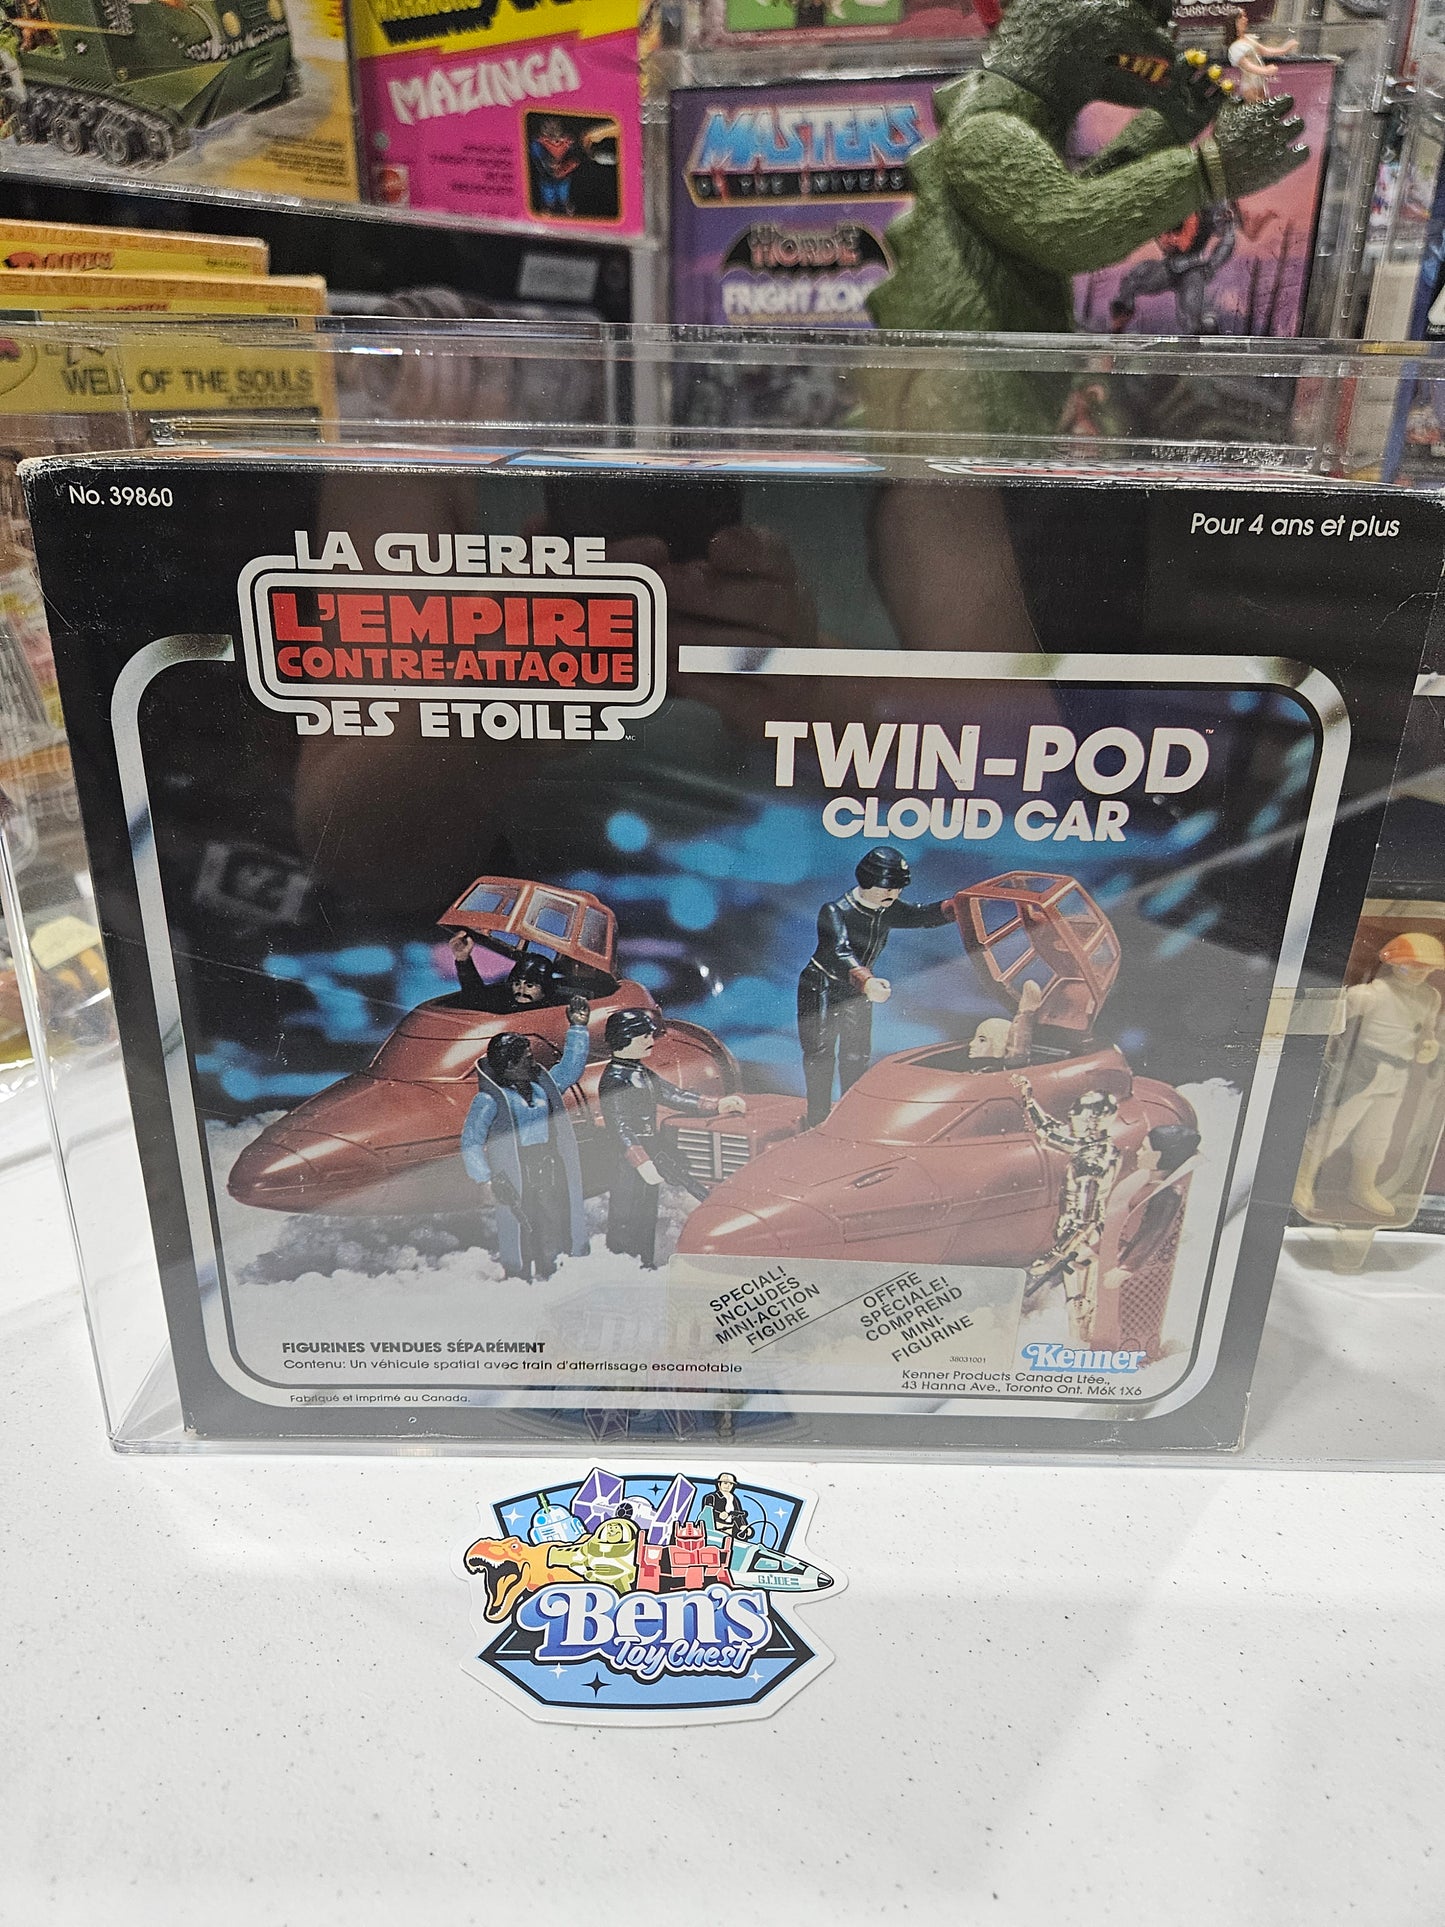 MAZINGA
MASTERS
OF THE UNIVERSE
HORDE
FRIGHT ZONE
WELL OF THE SOULS
No. 39860
Pour 4 ans et plus
LA GUERRE
L'EMPIRE
CONTRE-ATTAQUE
DES ETOILES
MC
TWIN-POD™
CLOUD CAR
SPECIAL!
INCLUDES
MINI-ACTION
FIGURE
OFFRE
SPÉCIALE!
COMPREND
MINI-
FIGURINE
38031001
FIGURINES VENDUES SÉPARÉMENT
Contenu: Un véhicule spatial avec train d'atterrissage escamotable
Fabriqué et imprimé au Canada.
Kenner
Kenner Products Canada Ltée.,
43 Hanna Ave., Toronto Ont. M6K 1X6
G.I. JOE
Ben's
Toy Chest